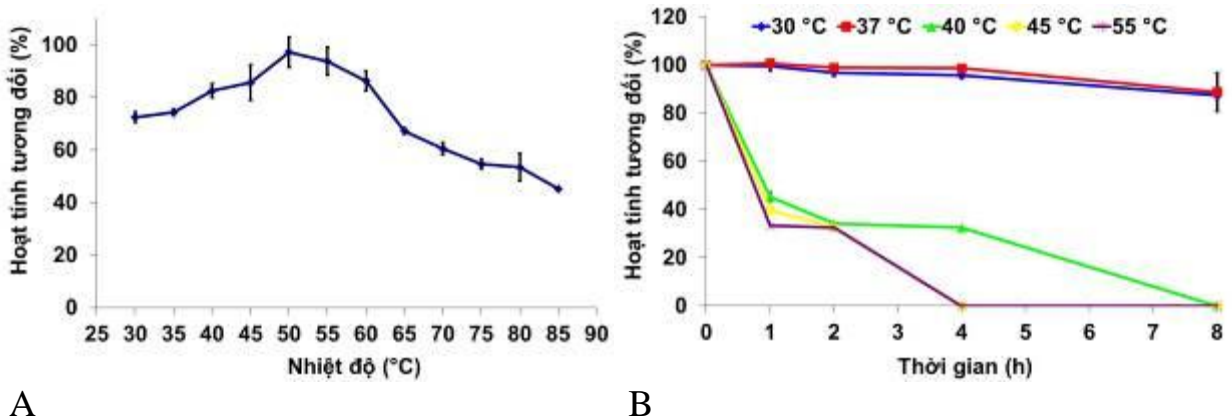 Hoạt tính tương đối (%)
100
80
60
40
20
0
25 30 35 40 45 50 55 60 65 70 75 80 85 90
Nhiệt độ (°C)
A
Hoạt tính tương đối (%)
120
100
80
60
40
20
0
30 °C 37 °C 40 °C 45 °C 55 °C
0 1 2 3 4 5 6 7 8
Thời gian (h)
B